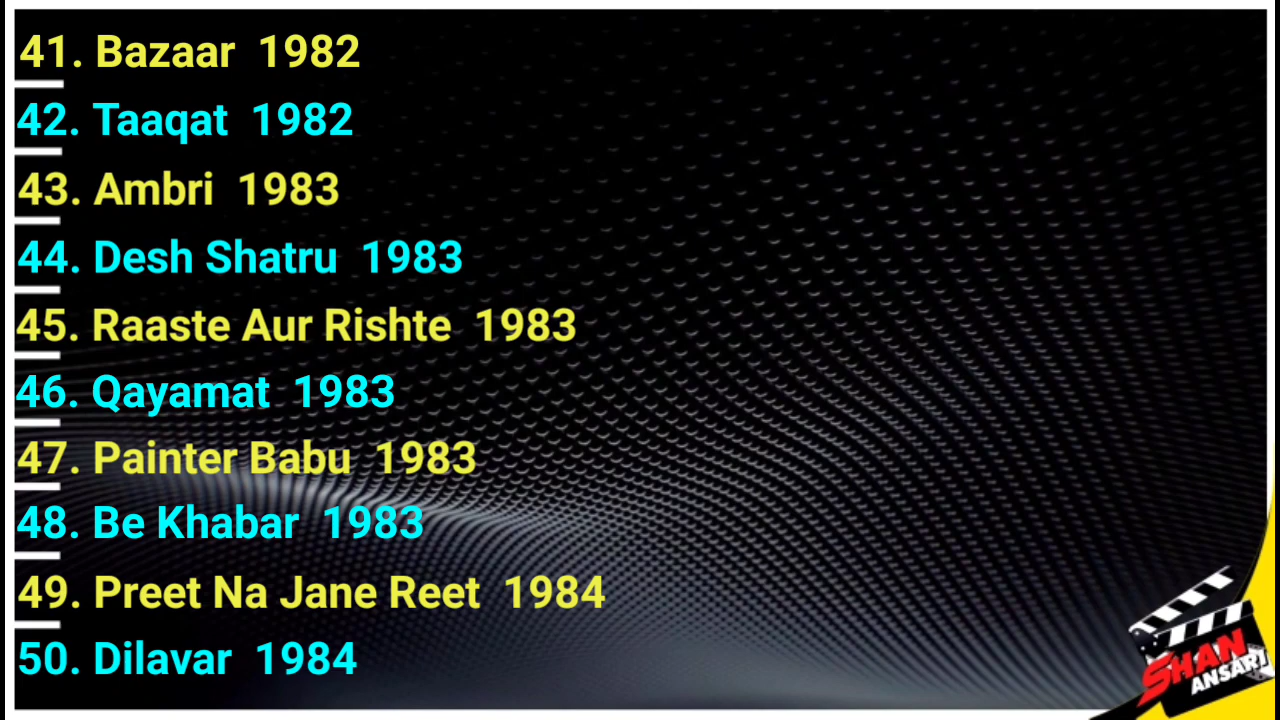 41. Bazaar 1982
42. Taaqat 1982
43. Ambri 1983
44. Desh Shatru 1983
45. Raaste Aur Rishte 1983
46. Qayamat 1983
47. Painter Babu 1983
48. Be Khabar 1983
49. Preet Na Jane Reet 1984
50. Dilavar 1984
SHAN
ANSARI